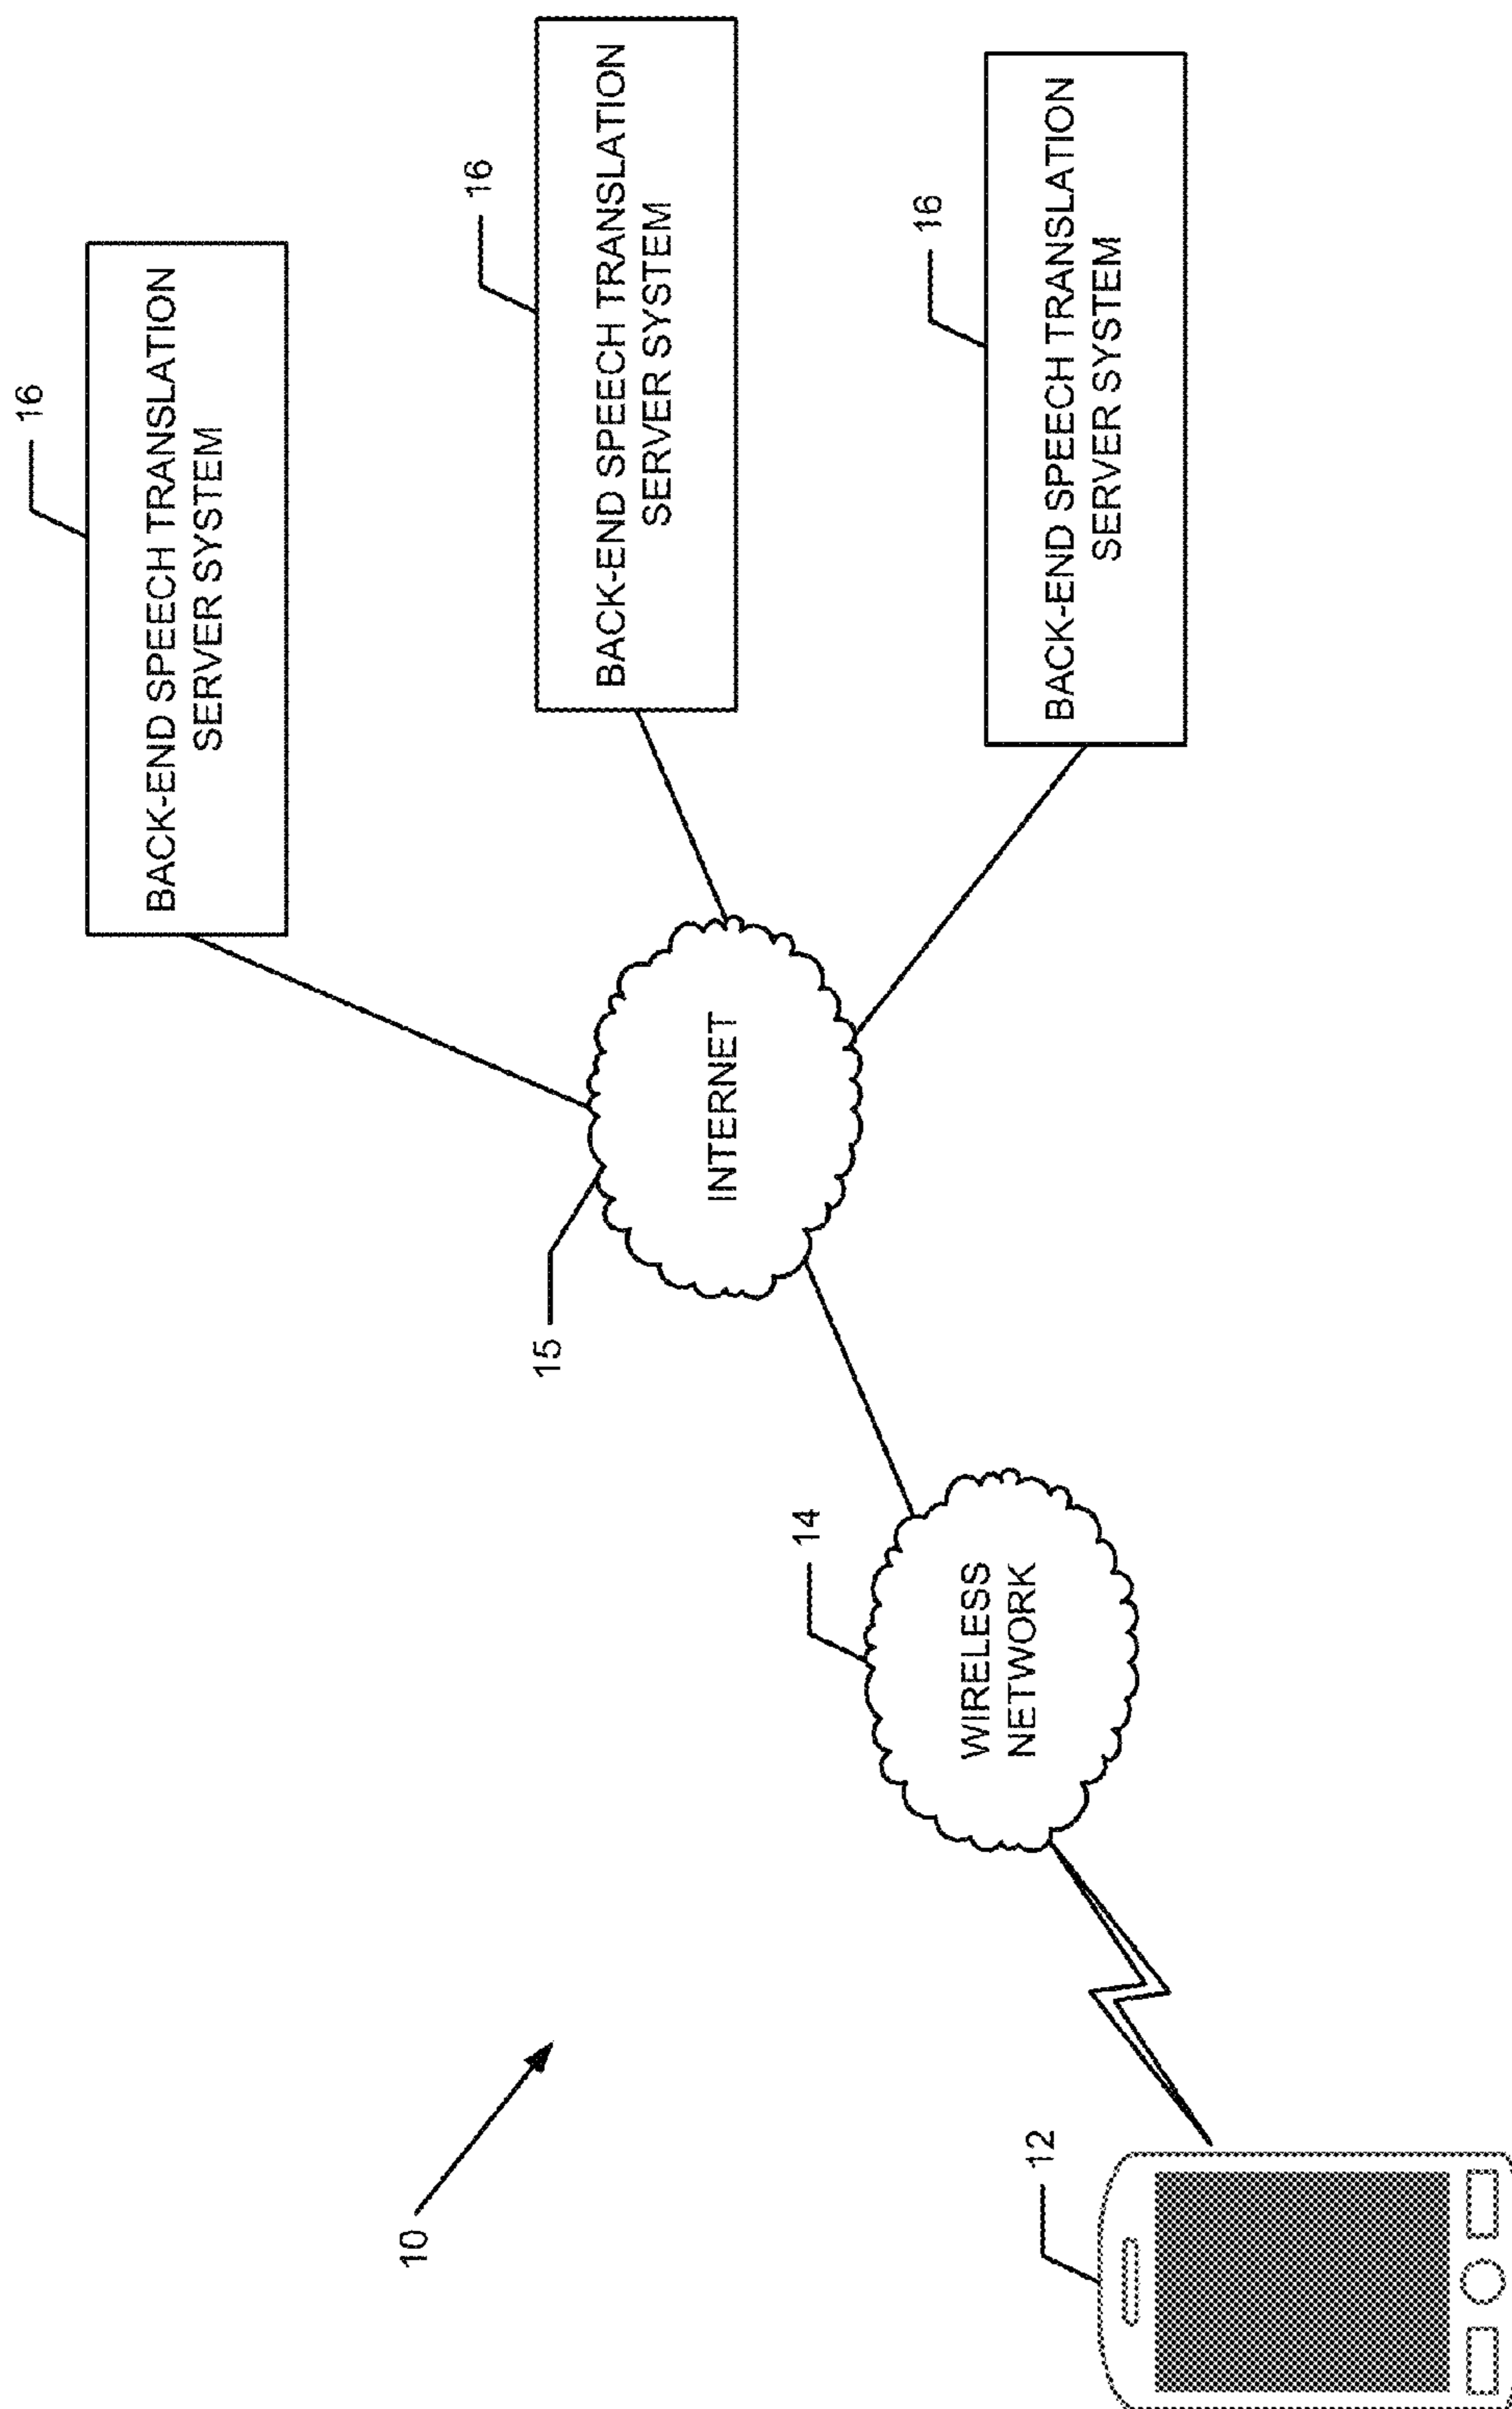 16
BACK-END SPEECH TRANSLATION
SERVER SYSTEM
16
BACK-END SPEECH TRANSLATION
SERVER SYSTEM
16
BACK-END SPEECH TRANSLATION
SERVER SYSTEM
15
INTERNET
14
WIRELESS
NETWORK
10
12